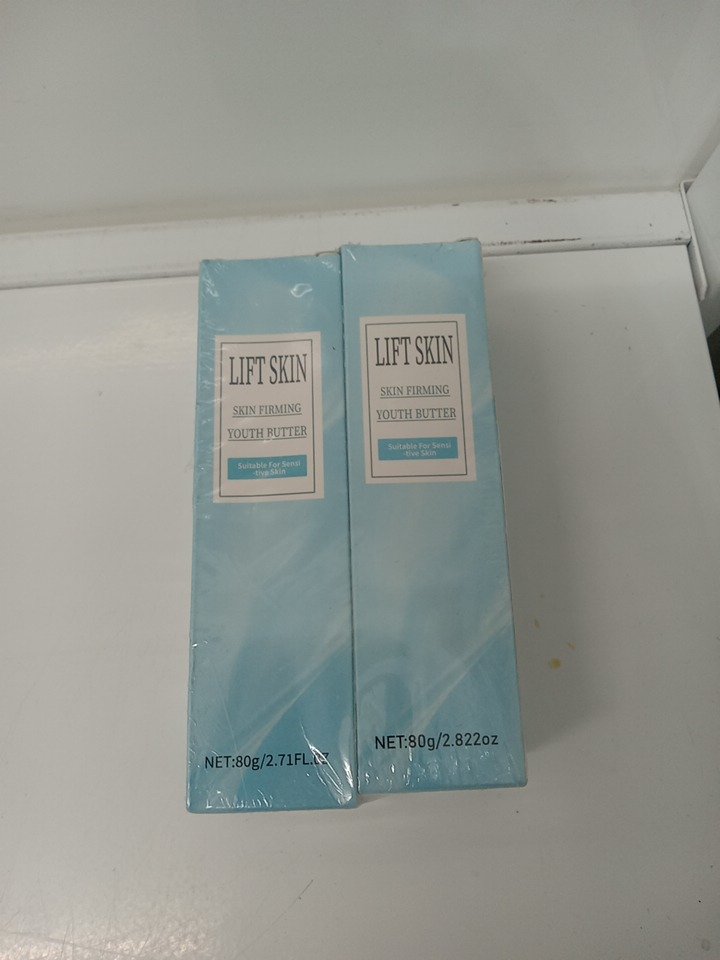 LIFT SKIN
SKIN FIRMING
YOUTH BUTTER
Suitable For Sensi
-tive Skin
NET:80g/2.71FL.OZ
LIFT SKIN
SKIN FIRMING
YOUTH BUTTER
Suitable For Sensi
-tive Skin
NET:80g/2.822oz